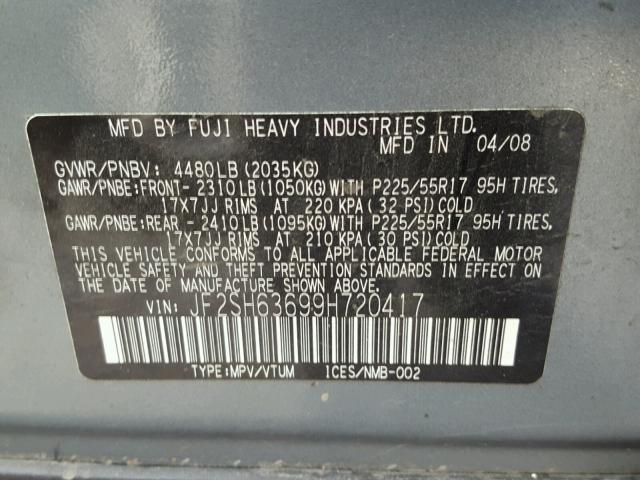 MFD BY FUJI HEAVY INDUSTRIES LTD.
MFD IN 04/08
GVWR/PNBV: 4480LB (2035KG)
GAWR/PNBE:FRONT- 2310LB(1050KG)WITH P225/55R17 95H TIRES,
17X7JJ RIMS AT 220 KPA (32 PSI) COLD
GAWR/PNBE:REAR - 2410LB(1095KG)WITH P225/55R17 95H TIRES,
17X7JJ RIMS AT 210 KPA (30 PSI) COLD
THIS VEHICLE CONFORMS TO ALL APPLICABLE FEDERAL MOTOR
VEHICLE SAFETY AND THEFT PREVENTION STANDARDS IN EFFECT
ON THE DATE OF MANUFACTURE SHOWN ABOVE.
VIN: JF2SH63699H720417
TYPE:MPV/VTUM ICES/NMB-002